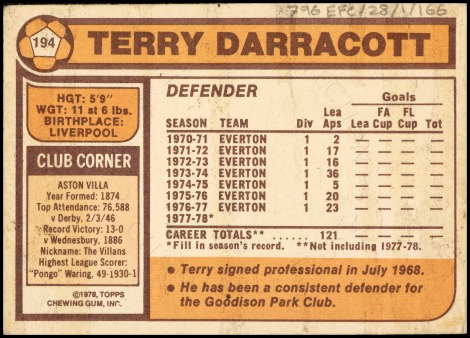 796 EFC/28/1/166
194
TERRY DARRACOTT
HGT: 5'9"
WGT: 11 st 6 lbs.
BIRTHPLACE:
LIVERPOOL
CLUB CORNER
ASTON VILLA
Year Formed: 1874
Top Attendance: 76,588
v Derby, 2/3/46
Record Victory: 13-0
v Wednesbury, 1886
Nickname: The Villans
Highest League Scorer:
"Pongo" Waring, 49-1930-1
©1978, TOPPS
CHEWING GUM, INC.
DEFENDER
Lea Goals
SEASON TEAM Div Aps Lea FA Cup FL Cup Tot
1970-71 EVERTON 1 2 — — — —
1971-72 EVERTON 1 17 — — — —
1972-73 EVERTON 1 16 — — — —
1973-74 EVERTON 1 36 — — — —
1974-75 EVERTON 1 5 — — — —
1975-76 EVERTON 1 20 — — — —
1976-77 EVERTON 1 23 — — — —
1977-78*
CAREER TOTALS** ...... 121 — — — —
*Fill in season's record. **Not including 1977-78.
• Terry signed professional in July 1968.
• He has been a consistent defender for
the Goodison Park Club.